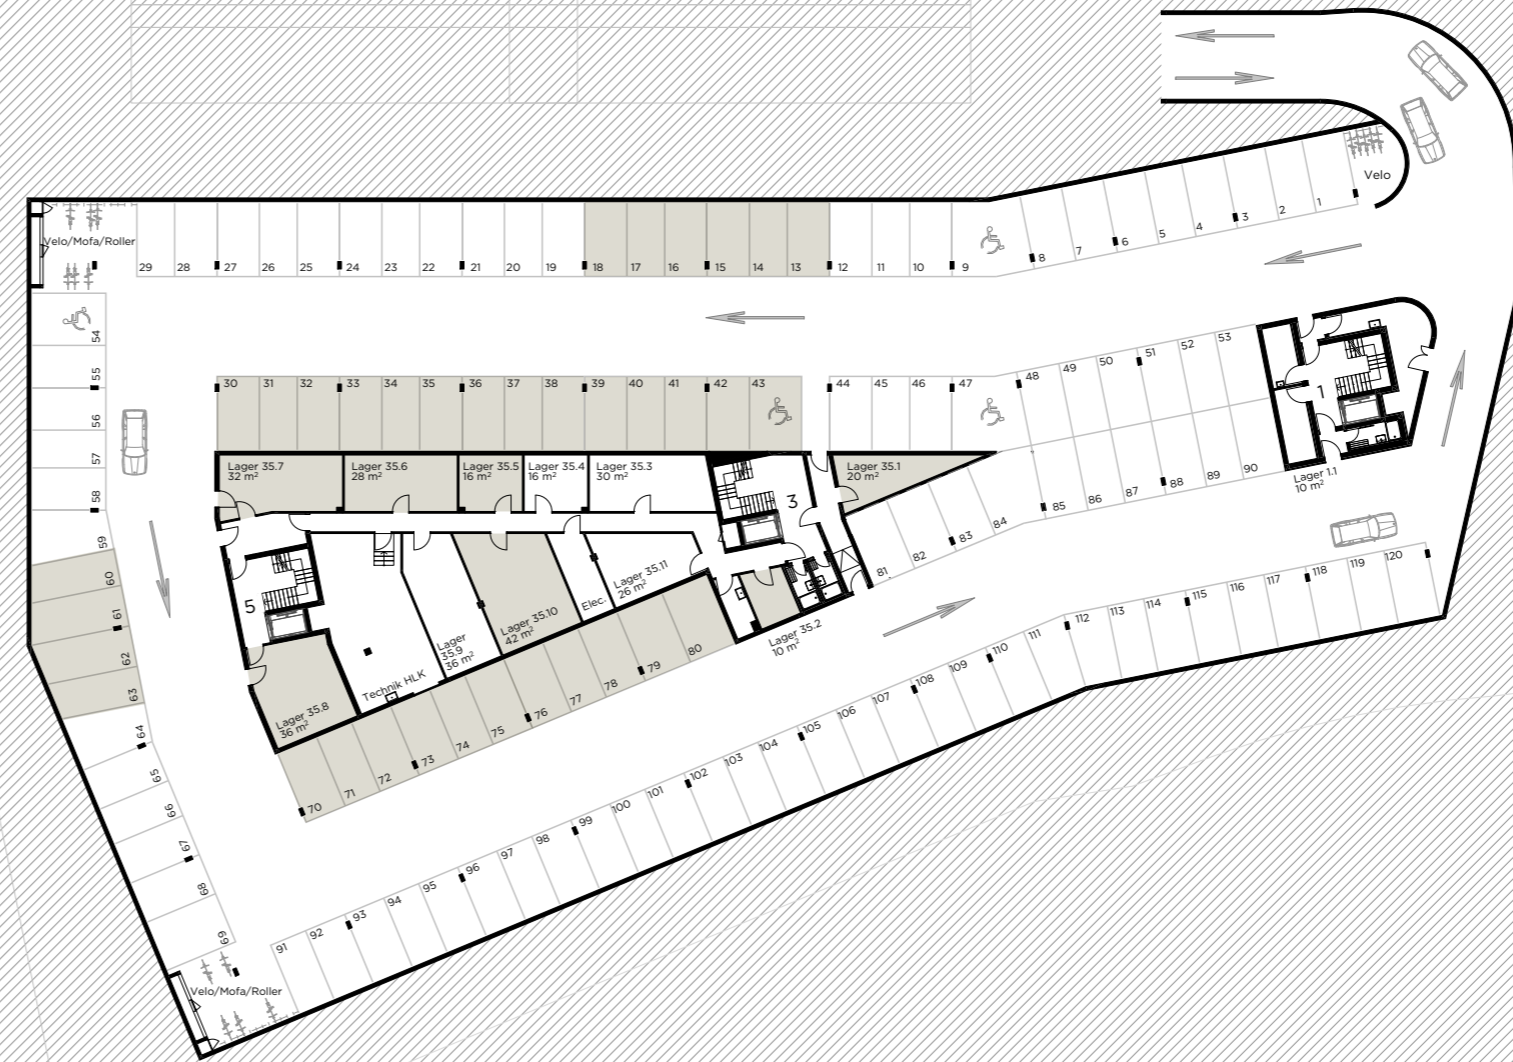 Velo
Velo/Mofa/Roller
29 28 27 26 25 24 23 22 21 20 19 18 17 16 15 14 13 12 11 10 9 8 7 6 5 4 3 2 1
54
55
56
57
58
59
60
61
62
63
64
65
66
67
68
69
30 31 32 33 34 35 36 37 38 39 40 41 42 43 44 45 46 47 48 49 50 51 52 53
1
Lager 1.1
10 m²
Lager 35.7
32 m²
Lager 35.6
28 m²
Lager 35.5
16 m²
Lager 35.4
16 m²
Lager 35.3
30 m²
3
Lager 35.1
20 m²
81 82 83 84 85 86 87 88 89 90
5
Lager 35.8
36 m²
Technik HLK
Lager
35.9
36 m²
Lager 35.10
42 m²
Elec.
Lager 35.11
26 m²
Lager 35.2
10 m²
70 71 72 73 74 75 76 77 78 79 80
91 92 93 94 95 96 97 98 99 100 101 102 103 104 105 106 107 108 109 110 111 112 113 114 115 116 117 118 119 120
Velo/Mofa/Roller